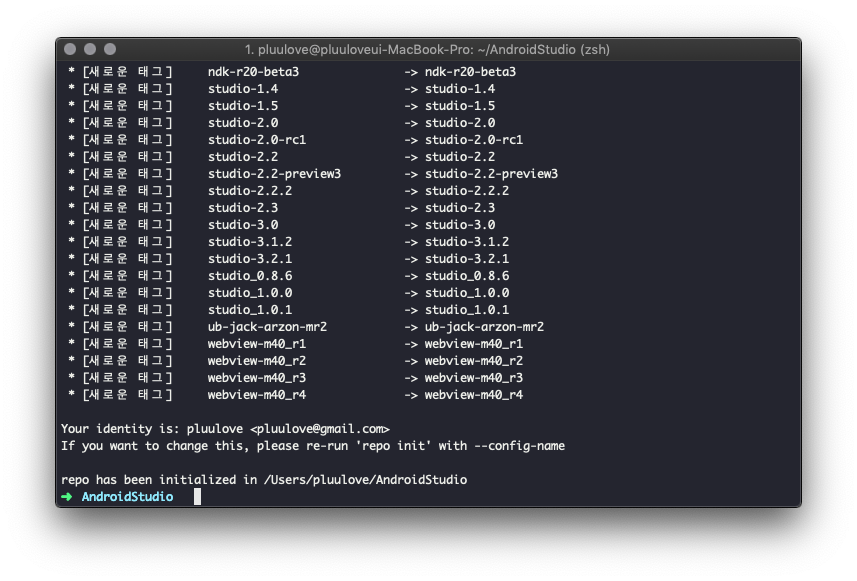 1. pluulove@pluuloveui-MacBook-Pro: ~/AndroidStudio (zsh)
* [새로운 태그] ndk-r20-beta3 -> ndk-r20-beta3
* [새로운 태그] studio-1.4 -> studio-1.4
* [새로운 태그] studio-1.5 -> studio-1.5
* [새로운 태그] studio-2.0 -> studio-2.0
* [새로운 태그] studio-2.0-rc1 -> studio-2.0-rc1
* [새로운 태그] studio-2.2 -> studio-2.2
* [새로운 태그] studio-2.2-preview3 -> studio-2.2-preview3
* [새로운 태그] studio-2.2.2 -> studio-2.2.2
* [새로운 태그] studio-2.3 -> studio-2.3
* [새로운 태그] studio-3.0 -> studio-3.0
* [새로운 태그] studio-3.1.2 -> studio-3.1.2
* [새로운 태그] studio-3.2.1 -> studio-3.2.1
* [새로운 태그] studio_0.8.6 -> studio_0.8.6
* [새로운 태그] studio_1.0.0 -> studio_1.0.0
* [새로운 태그] studio_1.0.1 -> studio_1.0.1
* [새로운 태그] ub-jack-arzon-mr2 -> ub-jack-arzon-mr2
* [새로운 태그] webview-m40_r1 -> webview-m40_r1
* [새로운 태그] webview-m40_r2 -> webview-m40_r2
* [새로운 태그] webview-m40_r3 -> webview-m40_r3
* [새로운 태그] webview-m40_r4 -> webview-m40_r4
Your identity is: pluulove <pluulove@gmail.com>
If you want to change this, please re-run 'repo init' with --config-name
repo has been initialized in /Users/pluulove/AndroidStudio
➜ AndroidStudio